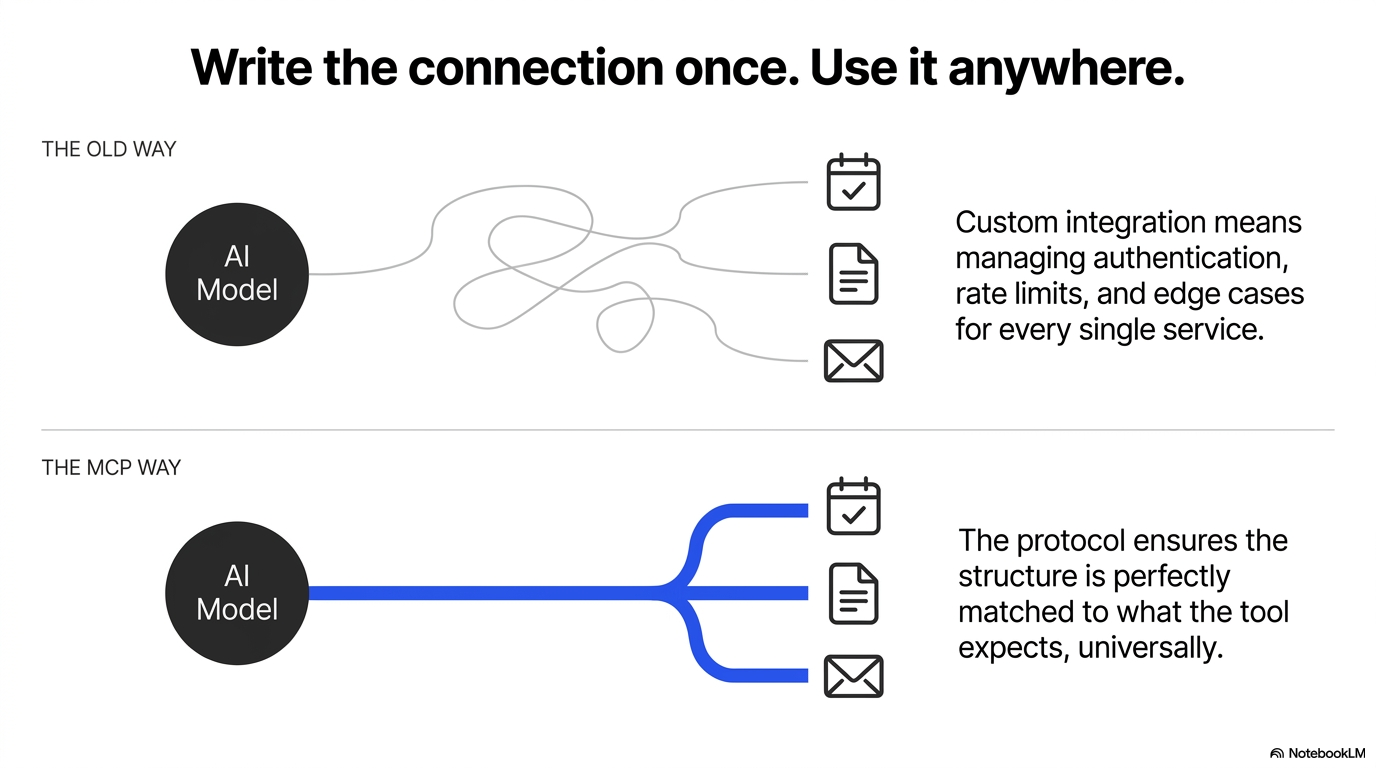 Write the connection once. Use it anywhere.
THE OLD WAY
AI
Model
Custom integration means
managing authentication,
rate limits, and edge cases
for every single service.
THE MCP WAY
AI
Model
The protocol ensures the
structure is perfectly
matched to what the tool
expects, universally.
NotebookLM